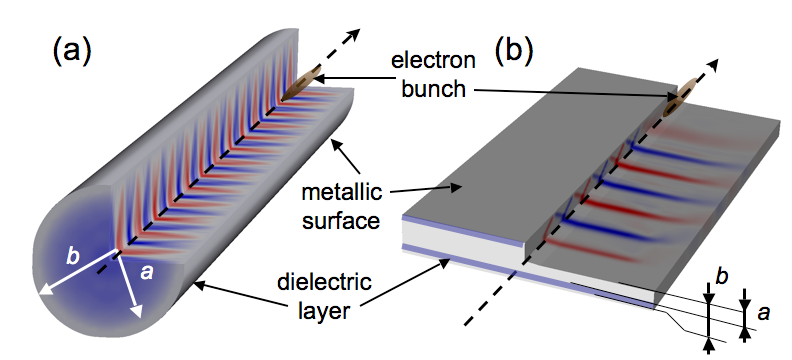 (a)
electron
bunch
(b)
metallic
surface
b
a
dielectric
layer
b
a